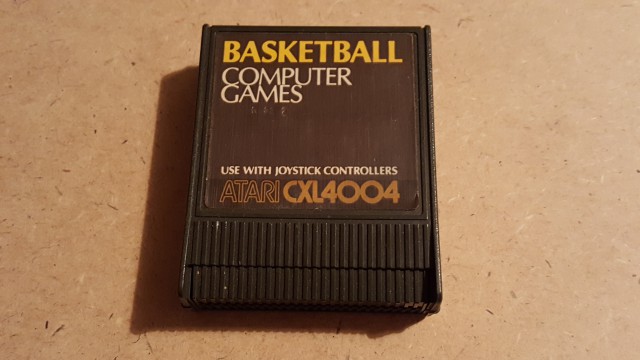 BASKETBALL
COMPUTER
GAMES
USE WITH JOYSTICK CONTROLLERS
ATARI CXL4004